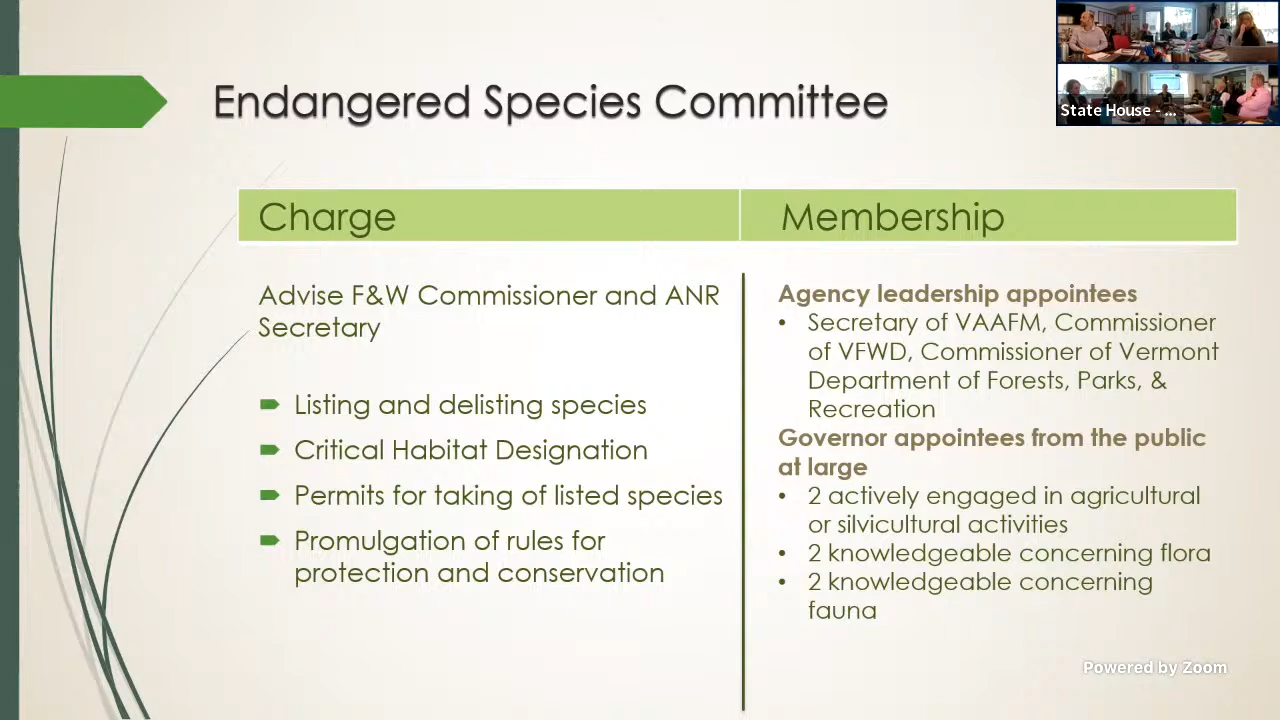 Endangered Species Committee
State House - ...
Charge
Membership
Advise F&W Commissioner and ANR
Secretary
Listing and delisting species
Critical Habitat Designation
Permits for taking of listed species
Promulgation of rules for
protection and conservation
Agency leadership appointees
• Secretary of VAAFM, Commissioner
of VFWD, Commissioner of Vermont
Department of Forests, Parks, &
Recreation
Governor appointees from the public
at large
• 2 actively engaged in agricultural
or silvicultural activities
• 2 knowledgeable concerning flora
• 2 knowledgeable concerning
fauna
Powered by Zoom